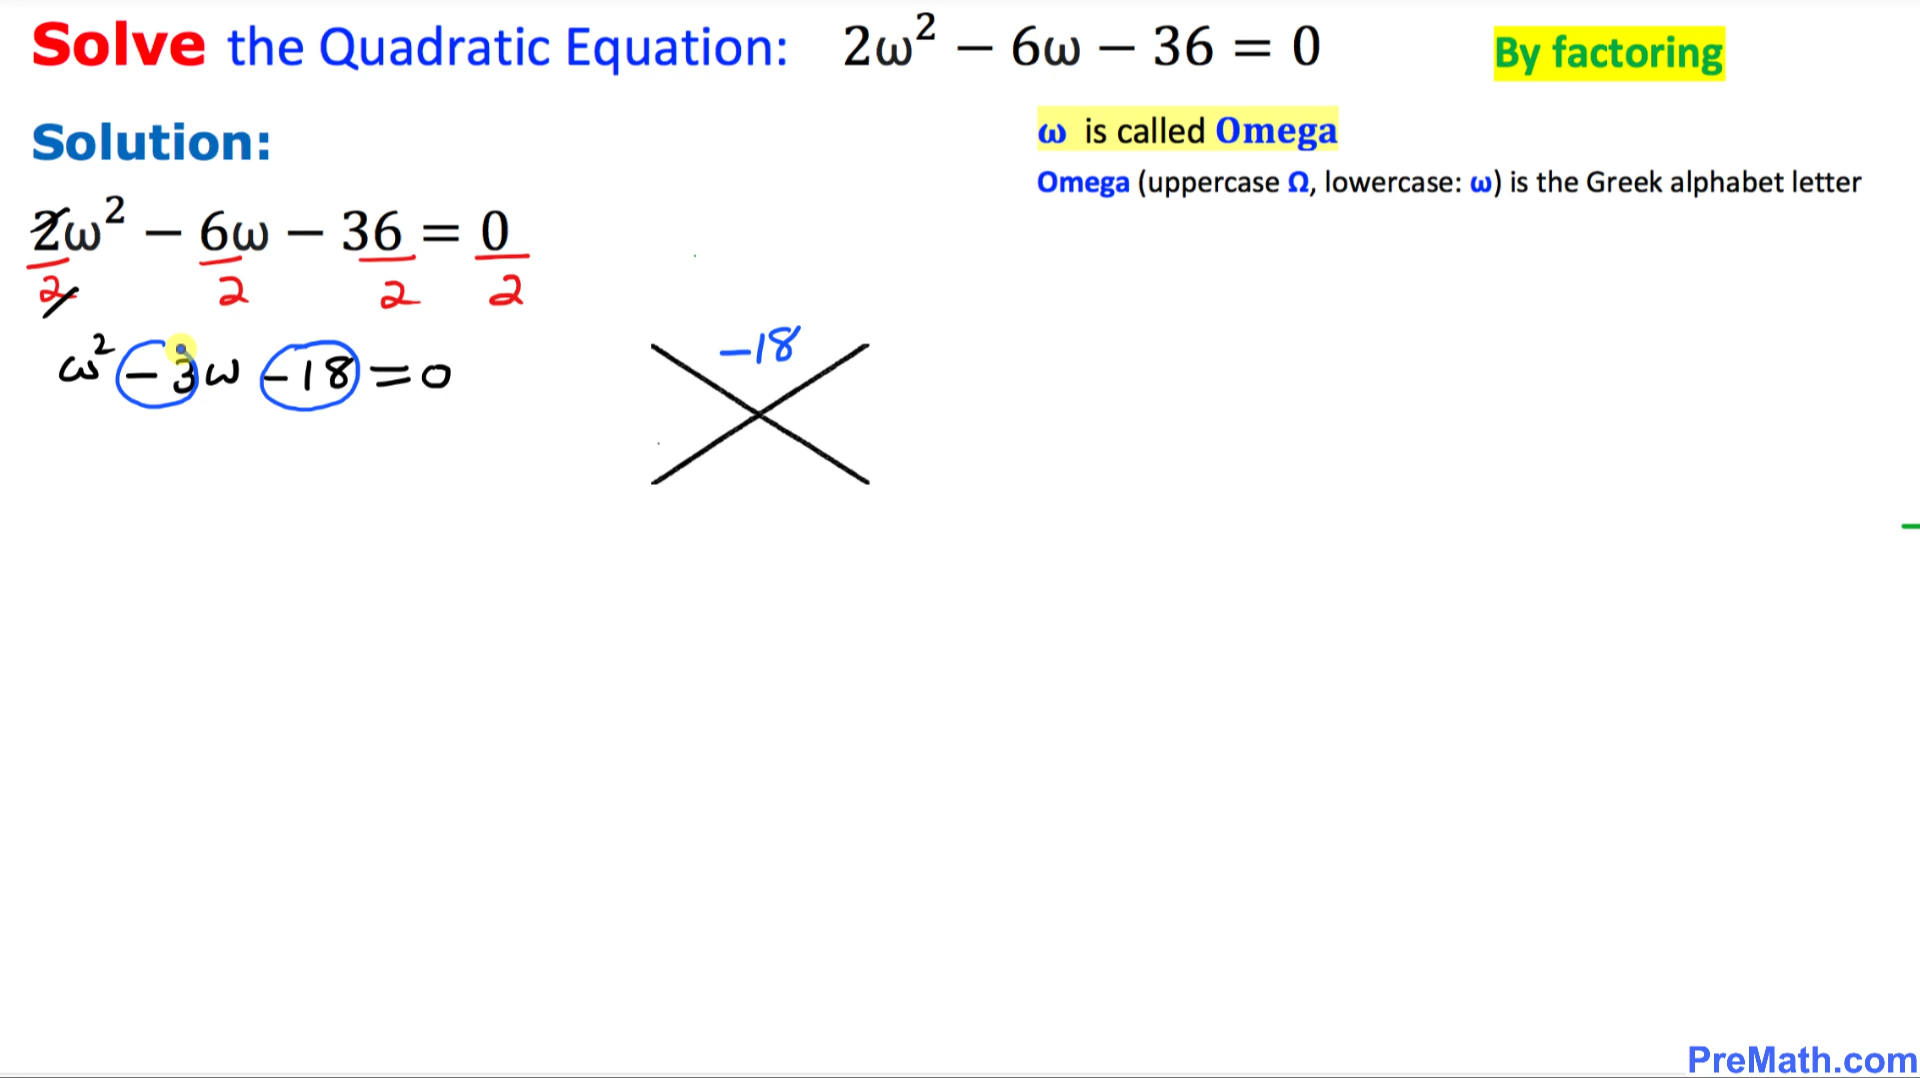 Solve the Quadratic Equation: 2ω² − 6ω − 36 = 0 By factoring
ω is called Omega
Solution:
Omega (uppercase Ω, lowercase: ω) is the Greek alphabet letter
2ω² − 6ω − 36 = 0
2 2 2 2
ω² − 3ω − 18 = 0
−18
PreMath.com